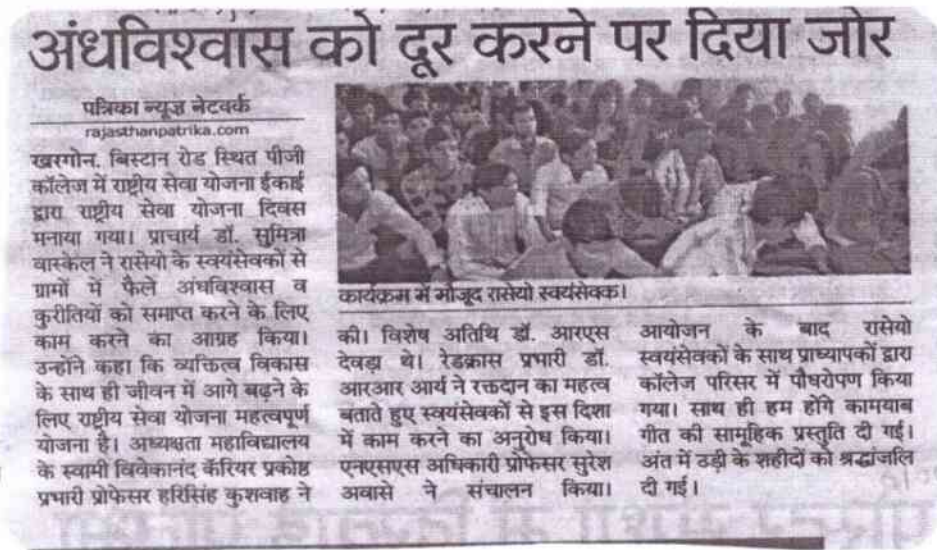 अंधविश्वास को दूर करने पर दिया जोर
पत्रिका न्यूज नेटवर्क
rajasthanpatrika.com
खरगोन. बिस्टान रोड स्थित पीजी
कॉलेज में राष्ट्रीय सेवा योजना ईकाई
द्वारा राष्ट्रीय सेवा योजना दिवस
मनाया गया। प्राचार्य डॉ. सुमित्रा
वास्केल ने रासेयो के स्वयंसेवकों से
ग्रामों में फैले अंधविश्वास व
कुरीतियों को समाप्त करने के लिए
काम करने का आग्रह किया।
उन्होंने कहा कि व्यक्तित्व विकास
के साथ ही जीवन में आगे बढ़ने के
लिए राष्ट्रीय सेवा योजना महत्वपूर्ण
योजना है। अध्यक्षता महाविद्यालय
के स्वामी विवेकानंद कॅरियर प्रकोष्ठ
प्रभारी प्रोफेसर हरिसिंह कुशवाह ने
कार्यक्रम में मौजूद रासेयो स्वयंसेवक।
की। विशेष अतिथि डॉ. आरएस
देवड़ा थे। रेडक्रास प्रभारी डॉ.
आरआर आर्य ने रक्तदान का महत्व
बताते हुए स्वयंसेवकों से इस दिशा
में काम करने का अनुरोध किया।
एनएसएस अधिकारी प्रोफेसर सुरेश
अवासे ने संचालन किया।
आयोजन के बाद रासेयो
स्वयंसेवकों के साथ प्राध्यापकों द्वारा
कॉलेज परिसर में पौधरोपण किया
गया। साथ ही हम होंगे कामयाब
गीत की सामूहिक प्रस्तुति दी गई।
अंत में उड़ी के शहीदों को श्रद्धांजलि
दी गई।